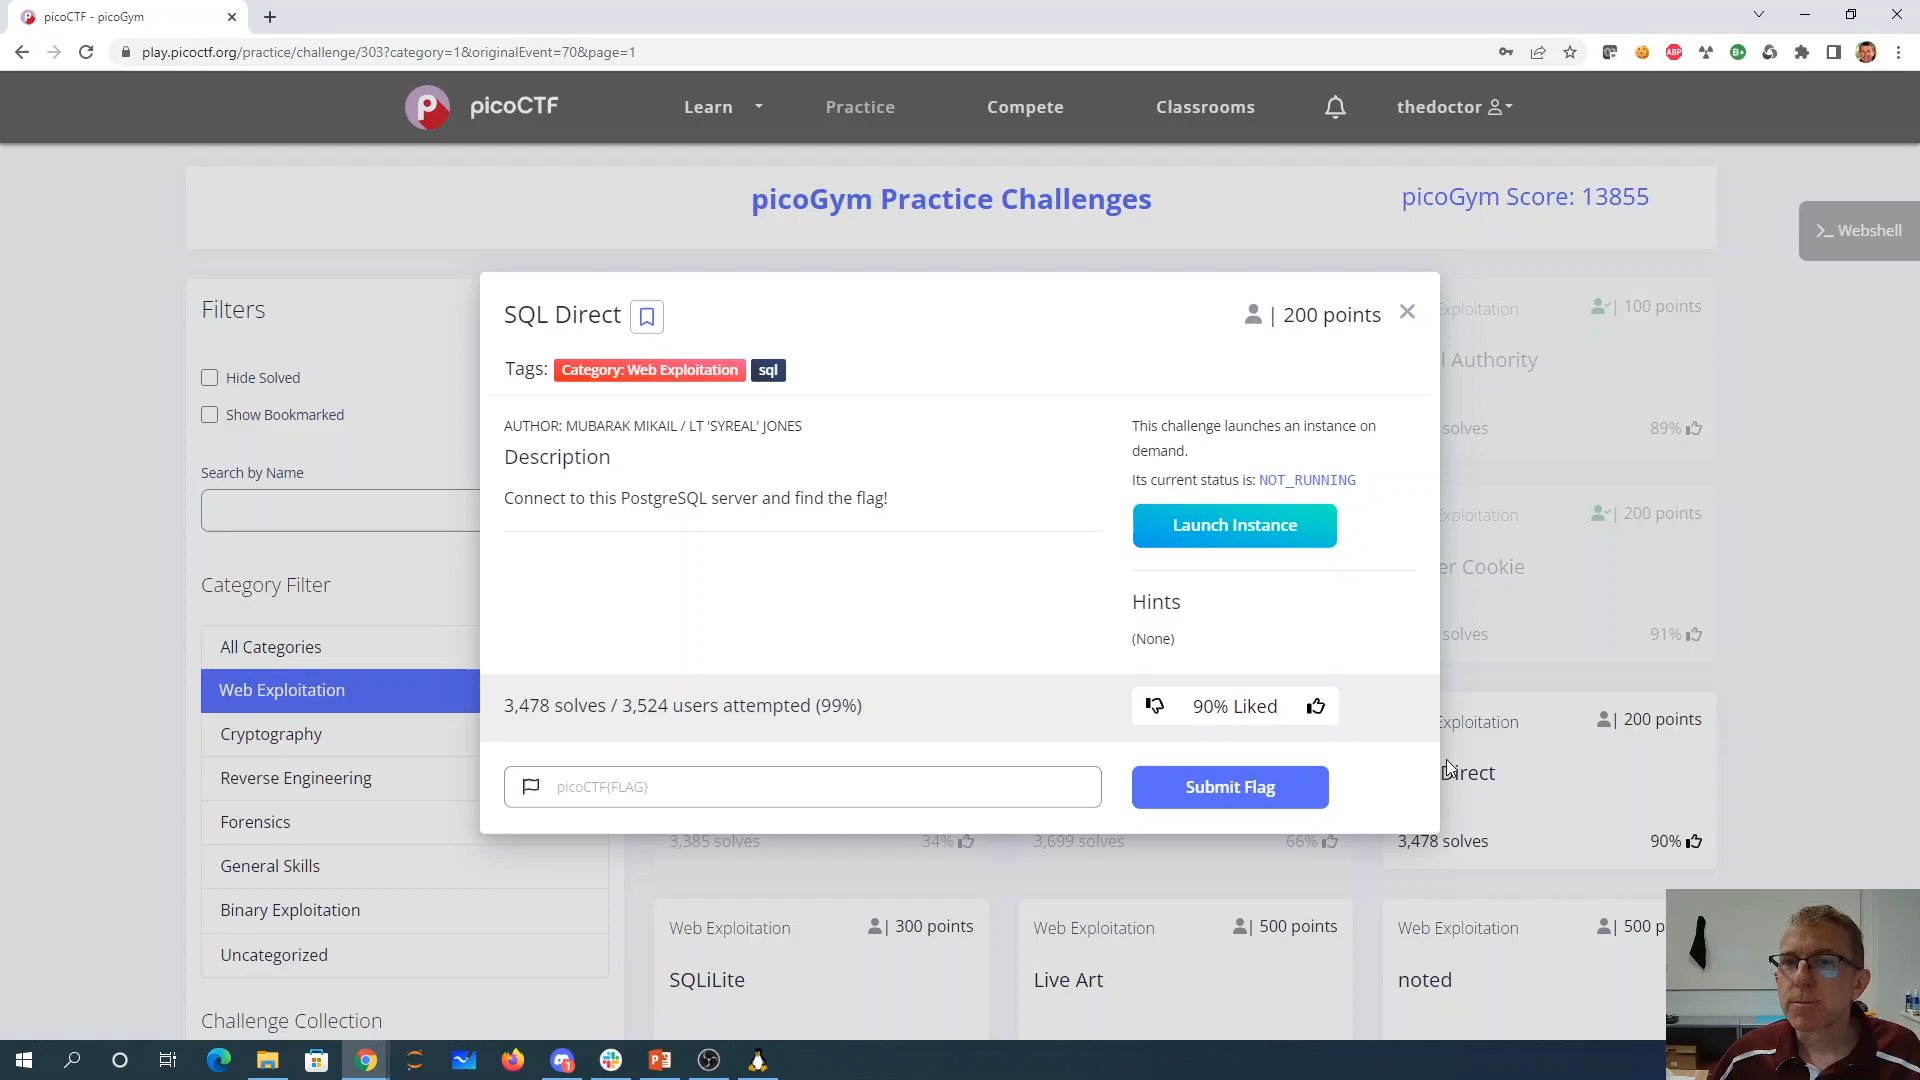 picoCTF - picoGym
play.picoctf.org/practice/challenge/303?category=1&originalEvent=70&page=1
picoCTF
Learn
Practice
Compete
Classrooms
thedoctor
picoGym Practice Challenges
picoGym Score: 13855
>_ Webshell
Filters
Hide Solved
Show Bookmarked
Search by Name
Category Filter
All Categories
Web Exploitation
Cryptography
Reverse Engineering
Forensics
General Skills
Binary Exploitation
Uncategorized
Challenge Collection
SQL Direct
| 200 points
Tags: Category: Web Exploitation sql
AUTHOR: MUBARAK MIKAIL / LT 'SYREAL' JONES
Description
Connect to this PostgreSQL server and find the flag!
This challenge launches an instance on
demand.
Its current status is: NOT_RUNNING
Launch Instance
Hints
(None)
3,478 solves / 3,524 users attempted (99%)
90% Liked
picoCTF{FLAG}
Submit Flag
Exploitation
| 100 points
l Authority
solves
89%
Exploitation
| 200 points
er Cookie
solves
91%
Exploitation
| 200 points
Direct
3,478 solves
90%
3,385 solves
34%
3,699 solves
66%
Web Exploitation
| 300 points
SQLiLite
Web Exploitation
| 500 points
Live Art
Web Exploitation
| 500 p
noted